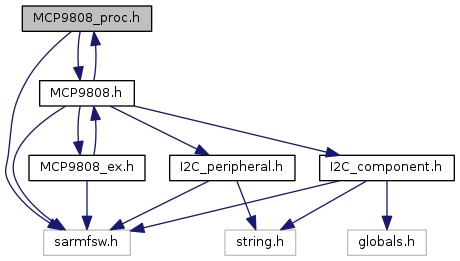 MCP9808_proc.h
MCP9808.h
MCP9808_ex.h
I2C_peripheral.h
I2C_component.h
sarmfsw.h
string.h
globals.h